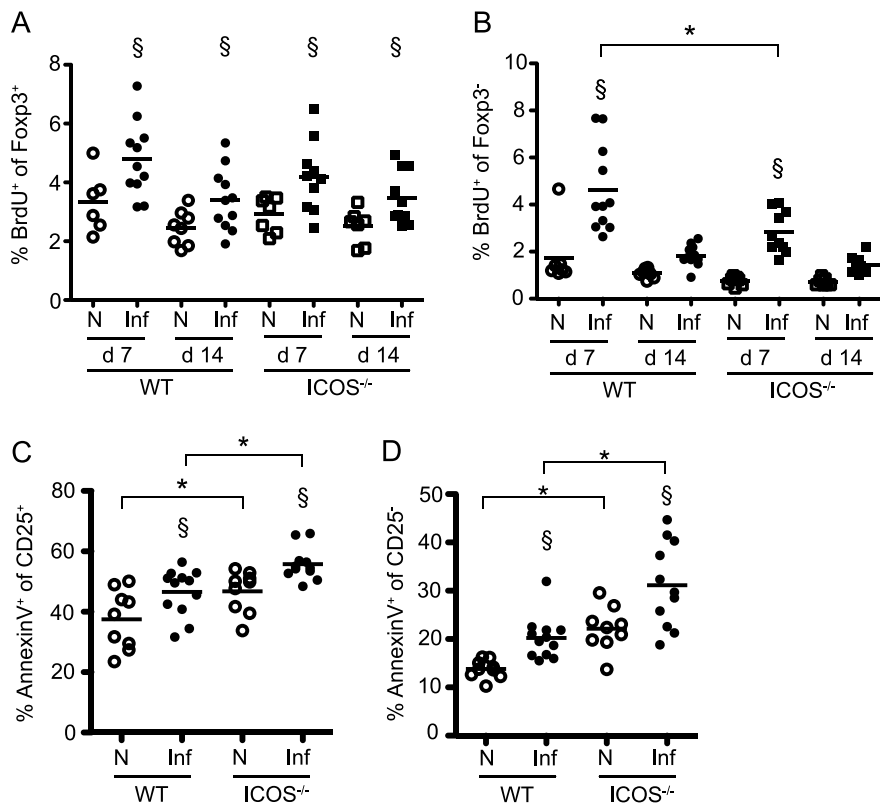 A
% BrdU⁺ of Foxp3⁺
8
6
4
2
0
§ § § §
N Inf N Inf N Inf N Inf
d 7 d 14 d 7 d 14
WT ICOS⁻/⁻
B
% BrdU⁺ of Foxp3⁻
10
8
6
4
2
0
*
§
§
N Inf N Inf N Inf N Inf
d 7 d 14 d 7 d 14
WT ICOS⁻/⁻
C
% AnnexinV⁺ of CD25⁺
80
60
40
20
0
*
*
§
§
N Inf N Inf
WT ICOS⁻/⁻
D
% AnnexinV⁺ of CD25⁻
50
40
30
20
10
0
*
*
§
§
N Inf N Inf
WT ICOS⁻/⁻